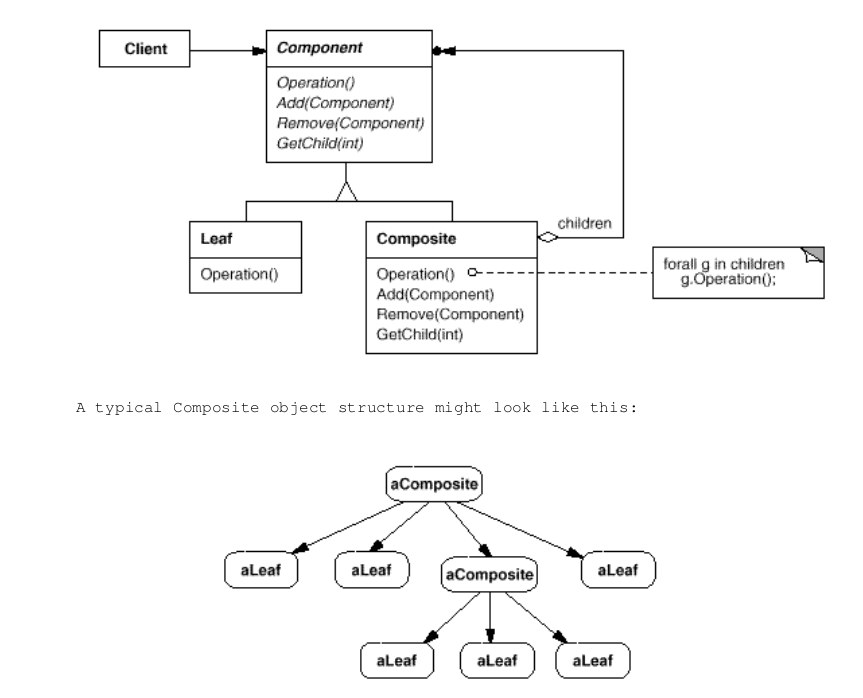 Client
Component
Operation()
Add(Component)
Remove(Component)
GetChild(int)
children
Leaf
Operation()
Composite
Operation()
Add(Component)
Remove(Component)
GetChild(int)
forall g in children
g.Operation();
A typical Composite object structure might look like this:
aComposite
aLeaf
aLeaf
aComposite
aLeaf
aLeaf
aLeaf
aLeaf